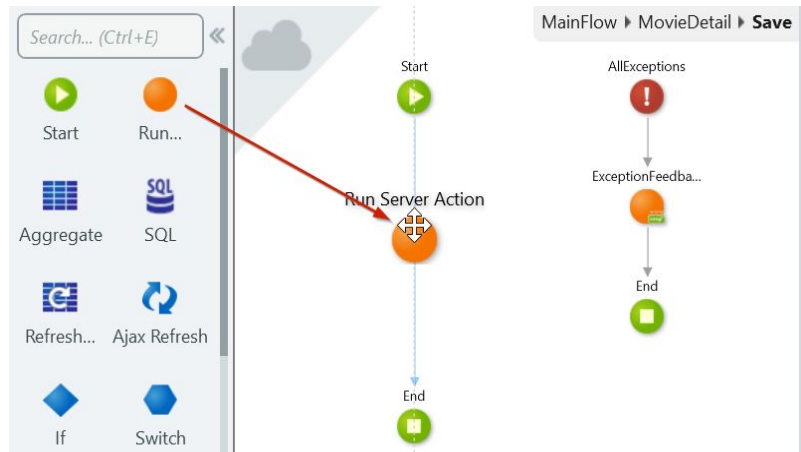 Search... (Ctrl+E)
Start
Run...
Aggregate
SQL
SQL
Refresh...
Ajax Refresh
If
Switch
MainFlow MovieDetail Save
Start
Run Server Action
End
AllExceptions
ExceptionFeedba...
End